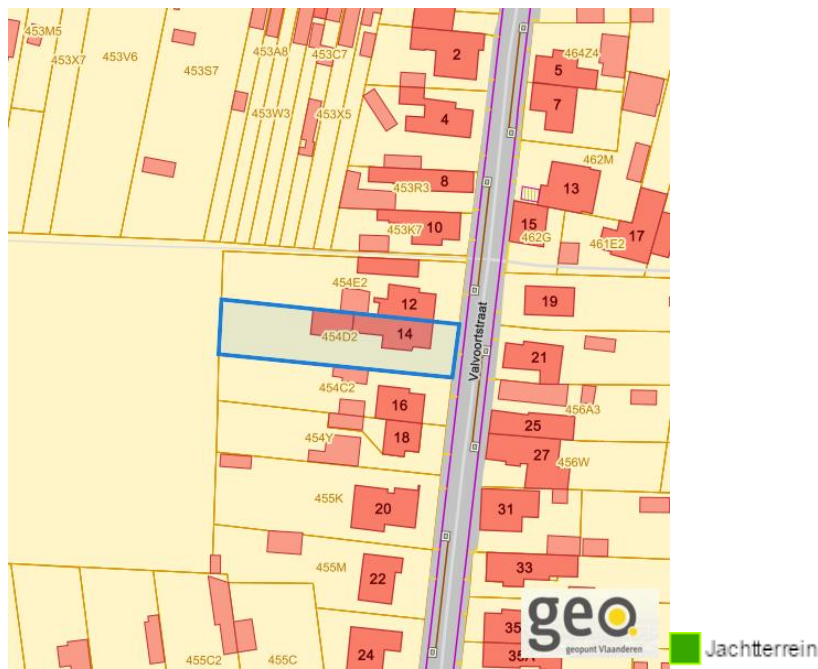 453M5
453X7
453V6
453S7
453A8
453C7
453W3
453X5
2
4
8
453R3
453K7
10
464Z4
5
7
462M
13
15
462G
461E2
17
454E2
12
14
454D2
Valvoortstraat
19
21
454C2
16
18
454Y
456A3
25
27
456W
455K
20
31
455M
22
33
455C2
455C
24
35
35A
geo
geopunt Vlaanderen
Jachtterrein